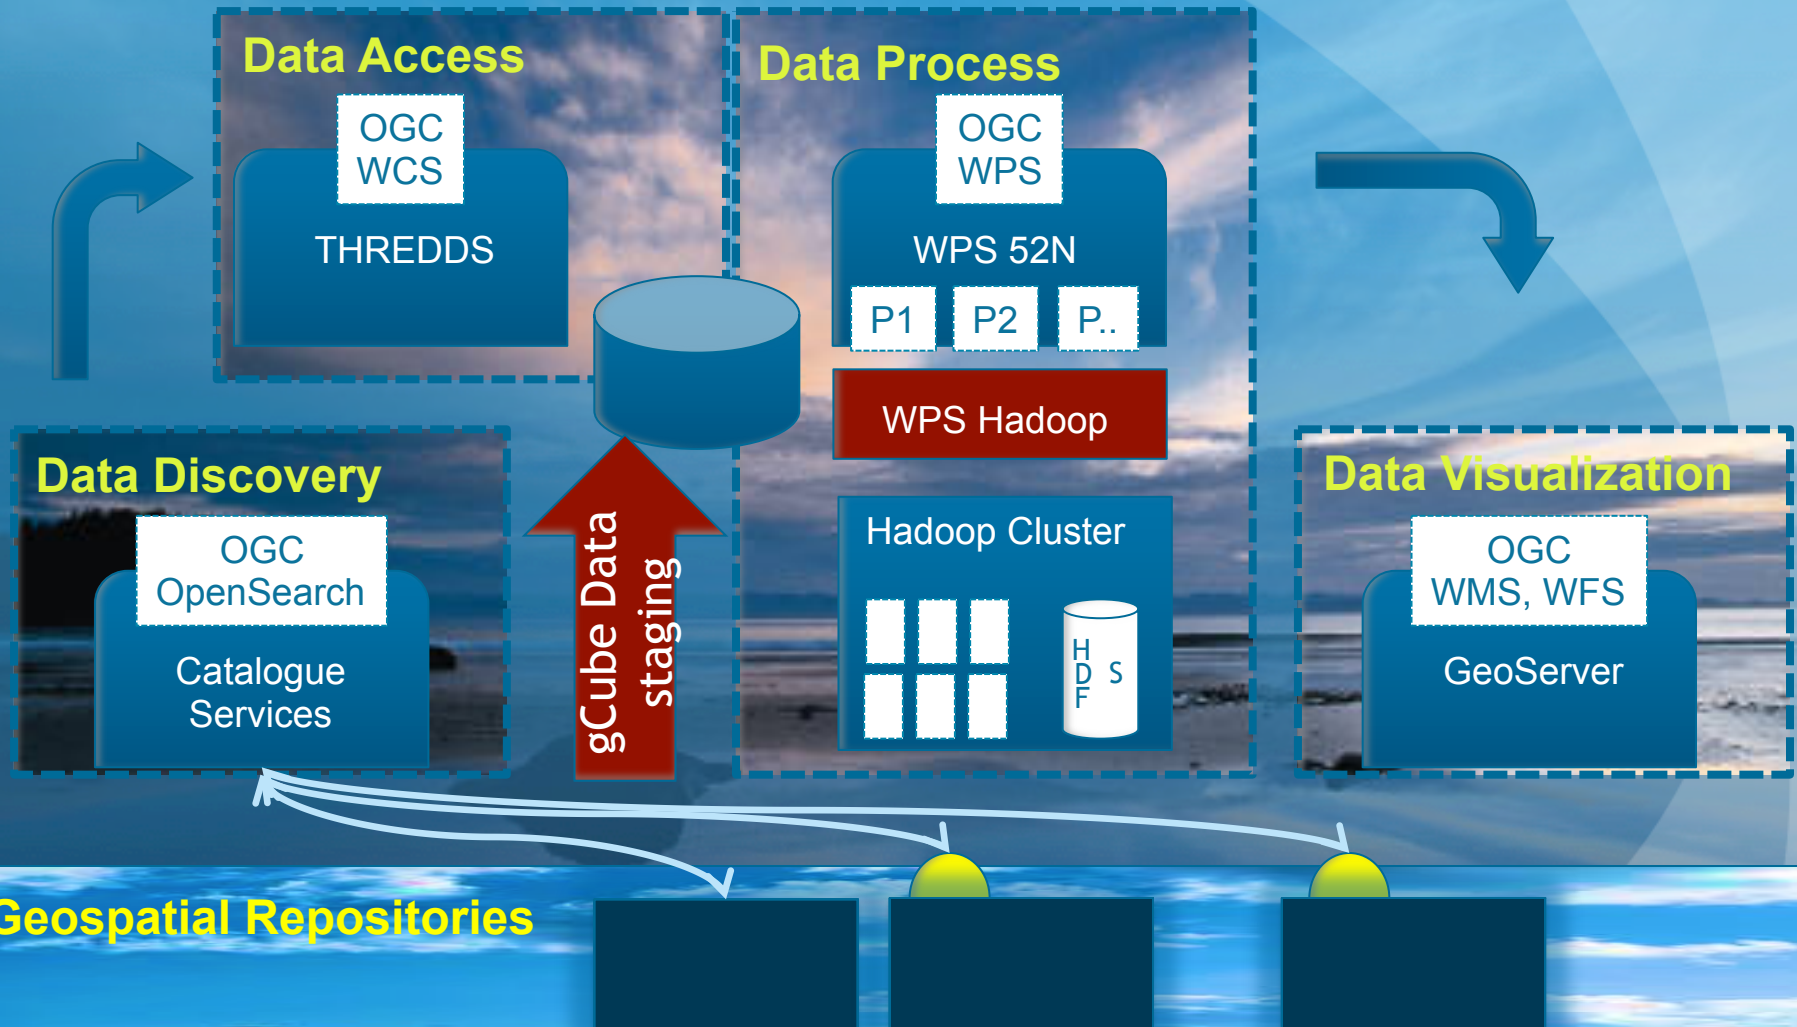 Data Access
OGC
WCS
THREDDS
Data Process
OGC
WPS
WPS 52N
P1
P2
P..
WPS Hadoop
Hadoop Cluster
H
D S
F
Data Discovery
OGC
OpenSearch
Catalogue
Services
gCube Data
staging
Data Visualization
OGC
WMS, WFS
GeoServer
Geospatial Repositories